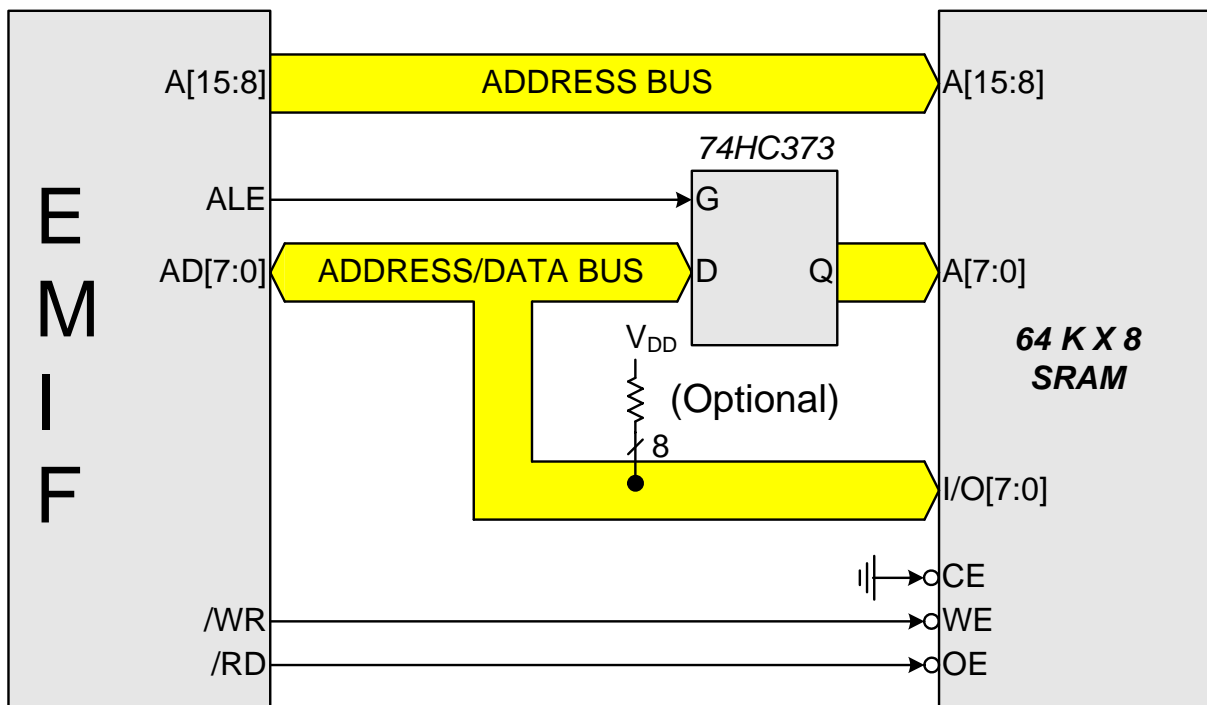 A[15:8]
ADDRESS BUS
A[15:8]
74HC373
ALE
G
E
M
I
F
AD[7:0]
ADDRESS/DATA BUS
D
Q
A[7:0]
VDD
(Optional)
8
64 K X 8
SRAM
I/O[7:0]
CE
/WR
WE
/RD
OE